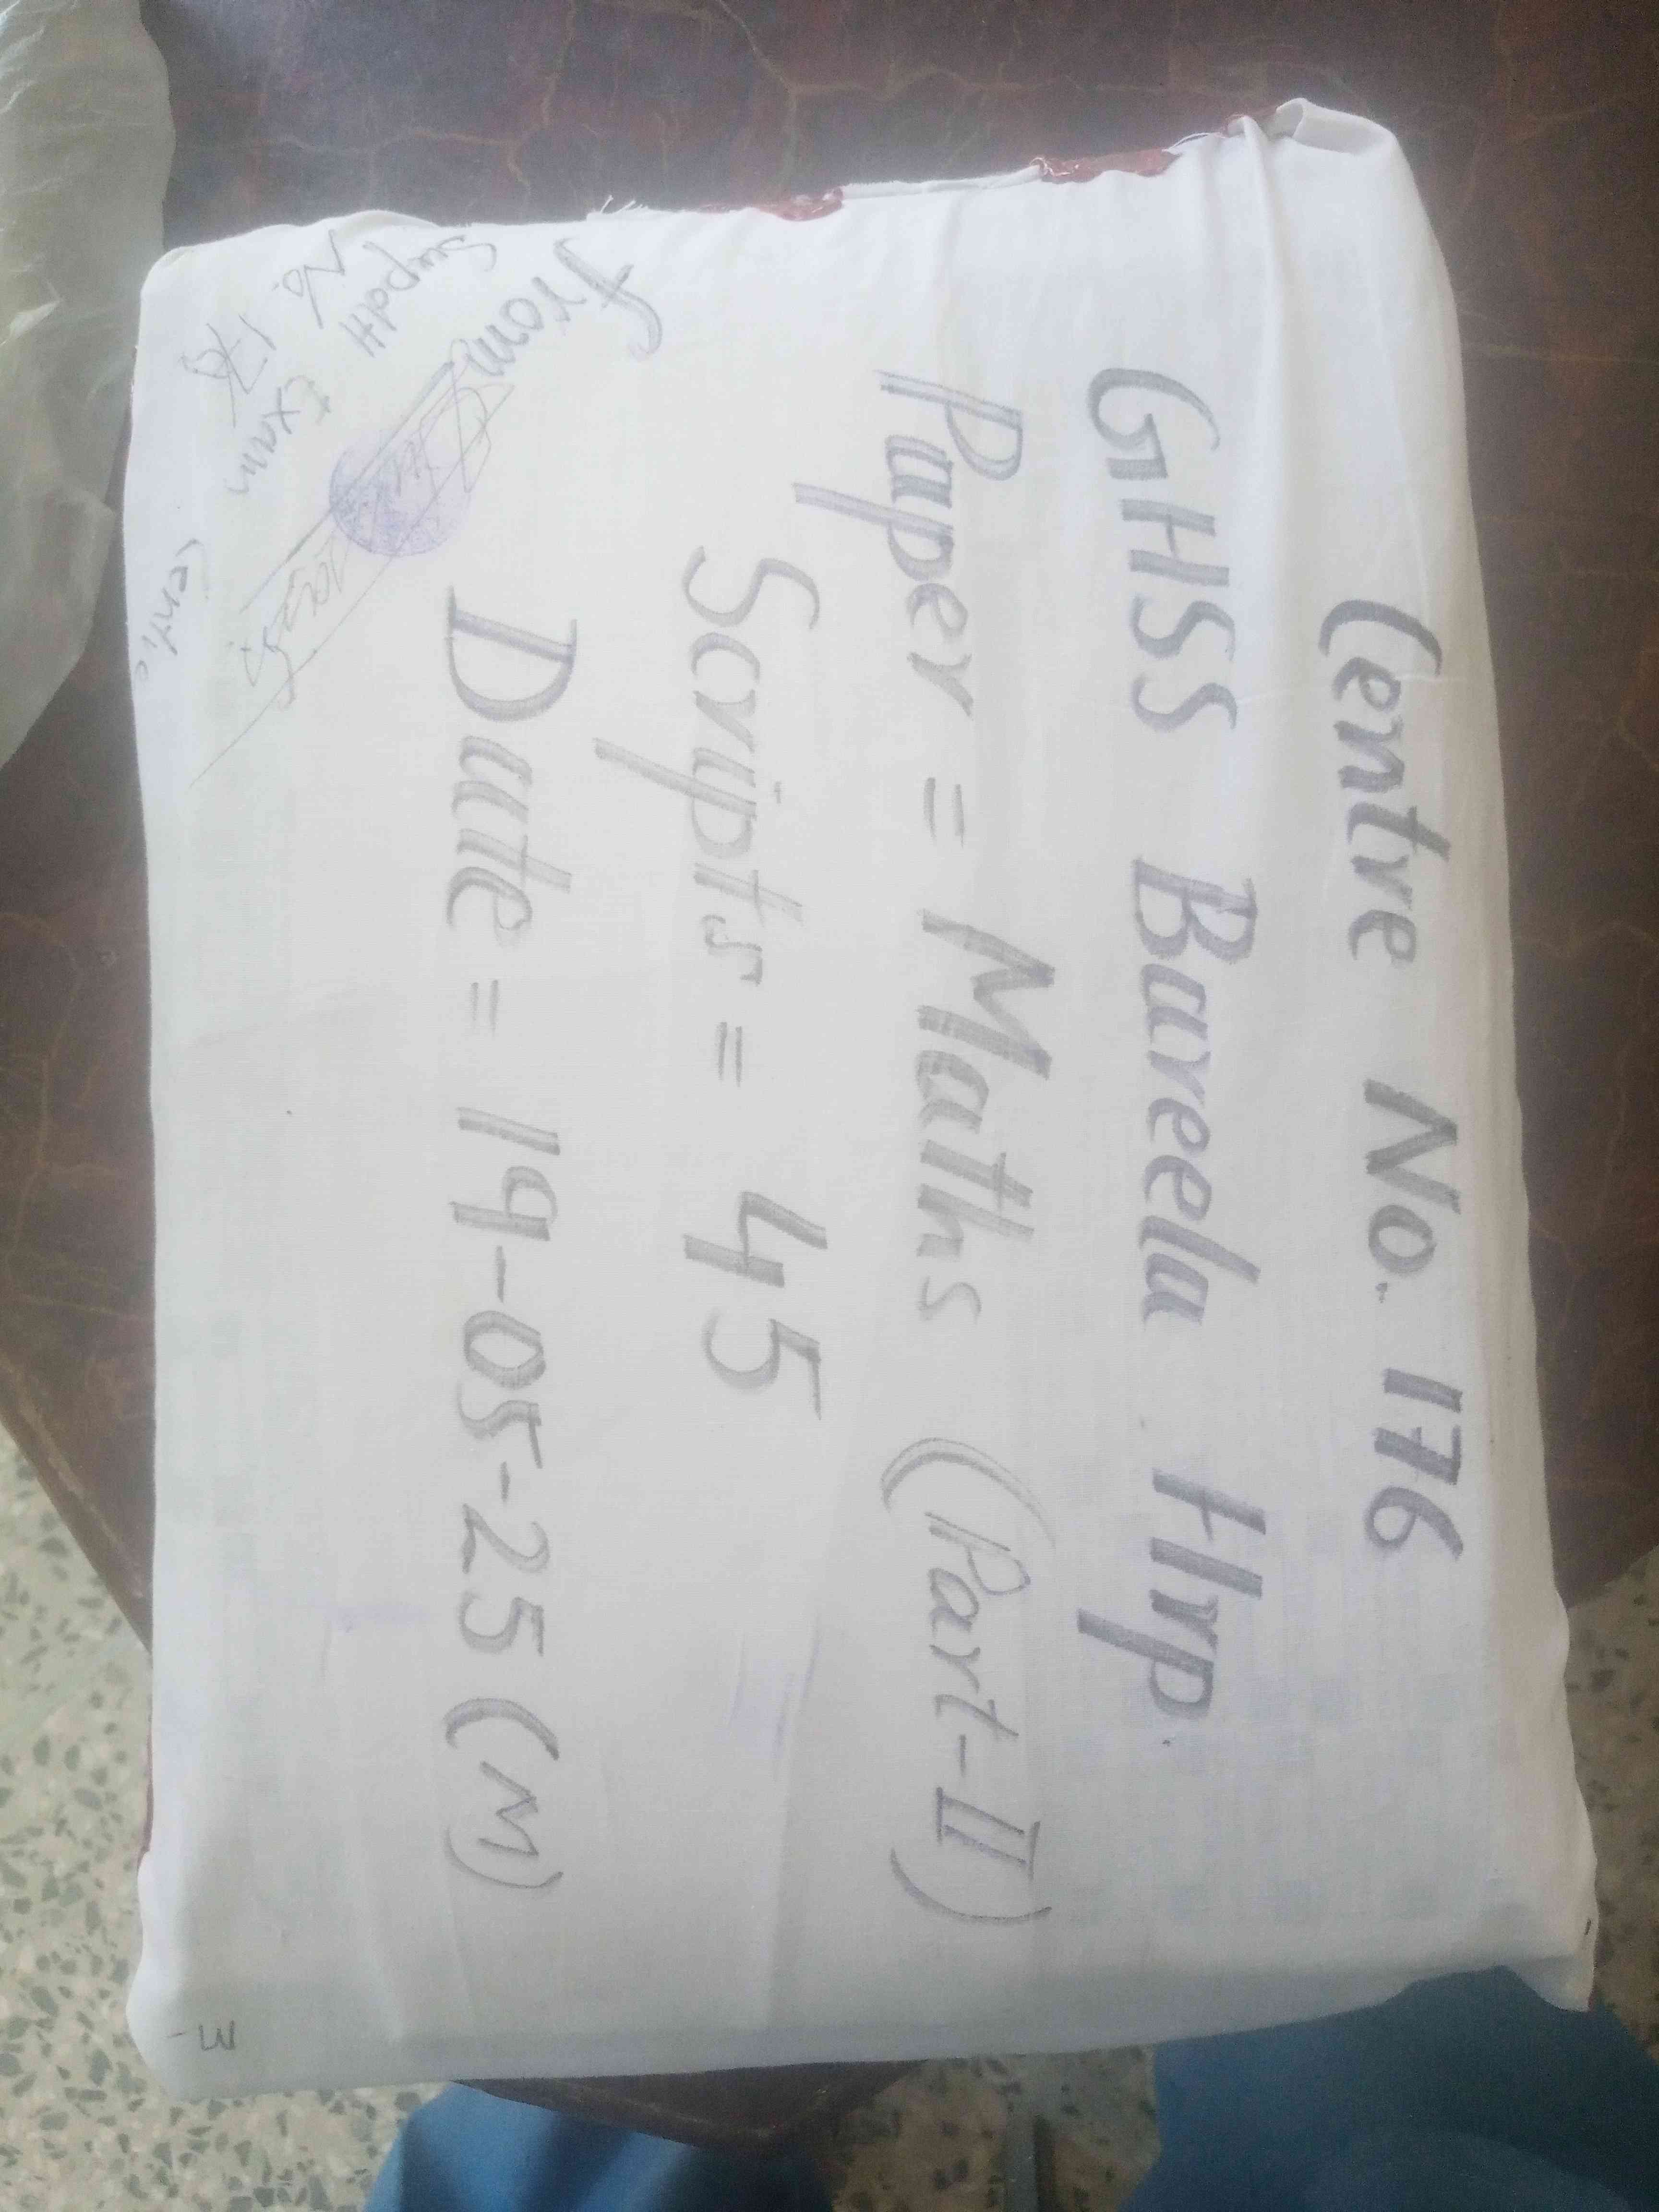 Centre No. 176
GHSS Bareela Hrp.
Paper = Maths (Part-II)
Scripts = 45
Date = 19-05-25 (M)
from
Supdtt Exam Centre
No. 176